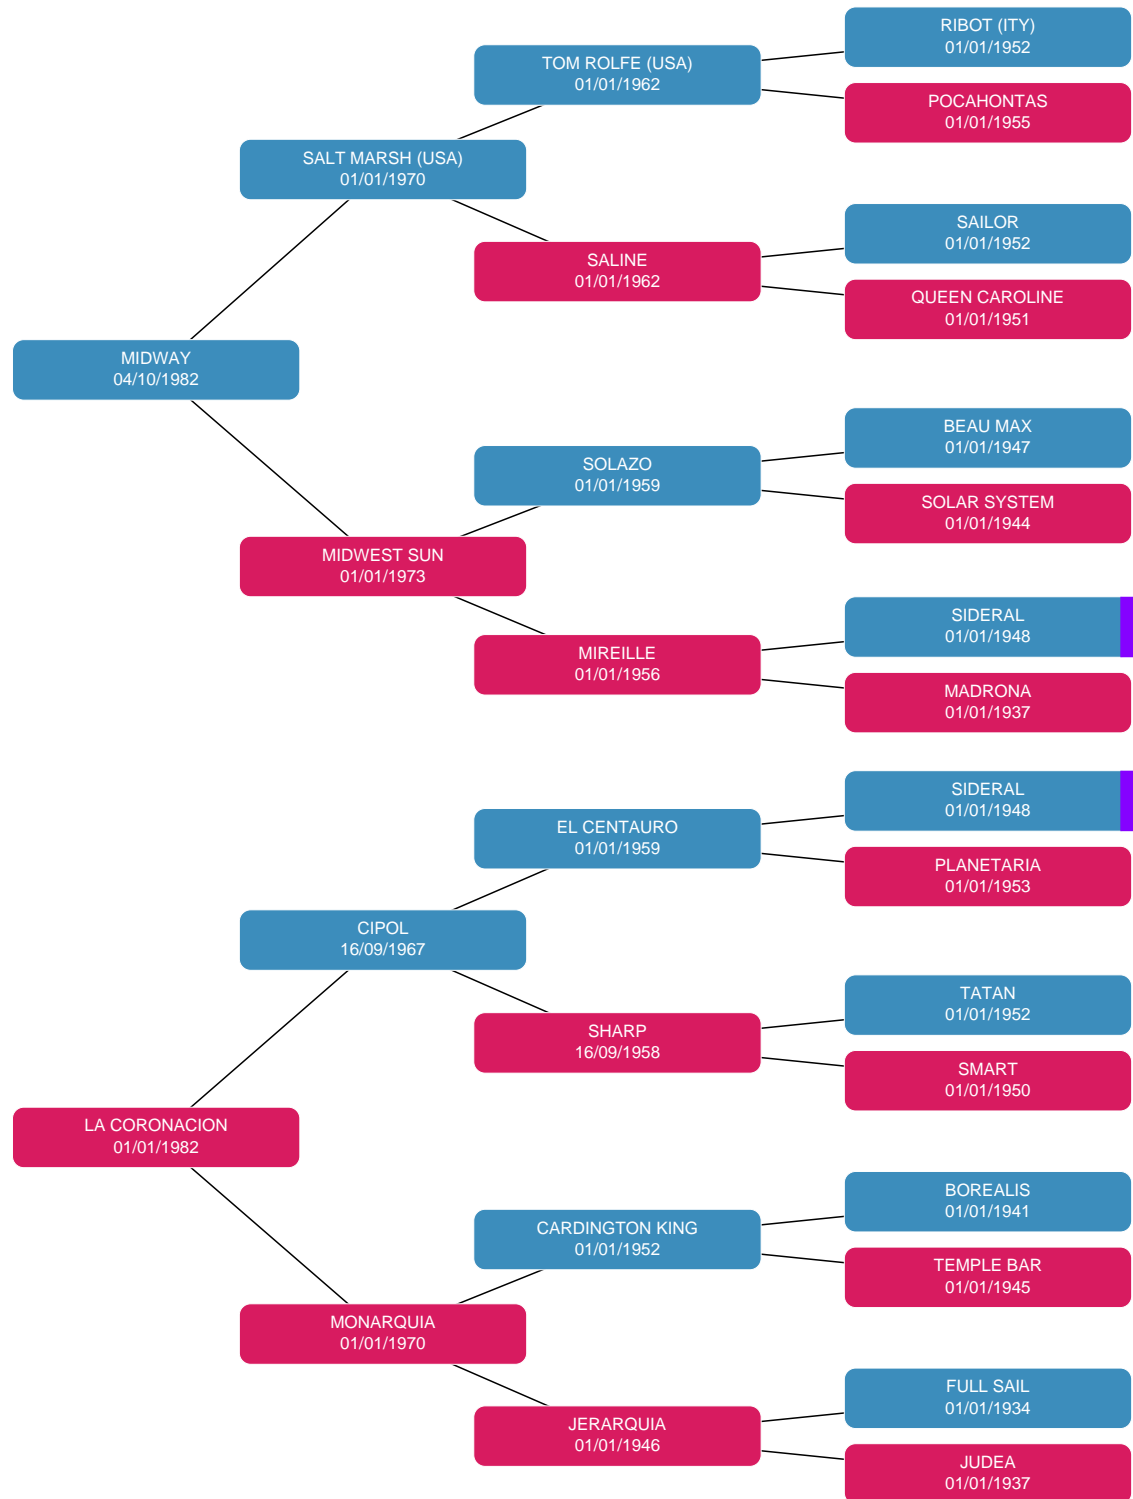 RIBOT (ITY)
01/01/1952
TOM ROLFE (USA)
01/01/1962
POCAHONTAS
01/01/1955
SALT MARSH (USA)
01/01/1970
SAILOR
01/01/1952
SALINE
01/01/1962
QUEEN CAROLINE
01/01/1951
MIDWAY
04/10/1982
BEAU MAX
01/01/1947
SOLAZO
01/01/1959
SOLAR SYSTEM
01/01/1944
MIDWEST SUN
01/01/1973
SIDERAL
01/01/1948
MIREILLE
01/01/1956
MADRONA
01/01/1937
SIDERAL
01/01/1948
EL CENTAURO
01/01/1959
PLANETARIA
01/01/1953
CIPOL
16/09/1967
TATAN
01/01/1952
SHARP
16/09/1958
SMART
01/01/1950
LA CORONACION
01/01/1982
BOREALIS
01/01/1941
CARDINGTON KING
01/01/1952
TEMPLE BAR
01/01/1945
MONARQUIA
01/01/1970
FULL SAIL
01/01/1934
JERARQUIA
01/01/1946
JUDEA
01/01/1937